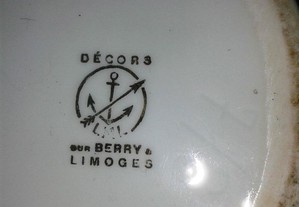 DÉCORS
L.M.
SUR BERRY &
LIMOGES